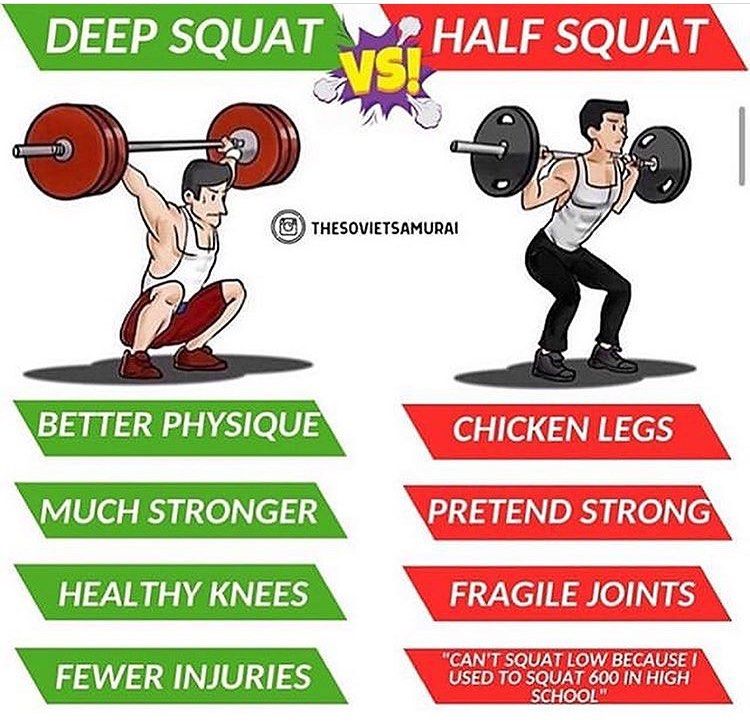 DEEP SQUAT
VS!
HALF SQUAT
THESOVIETSAMURAI
BETTER PHYSIQUE
CHICKEN LEGS
MUCH STRONGER
PRETEND STRONG
HEALTHY KNEES
FRAGILE JOINTS
FEWER INJURIES
"CAN'T SQUAT LOW BECAUSE I
USED TO SQUAT 600 IN HIGH
SCHOOL"